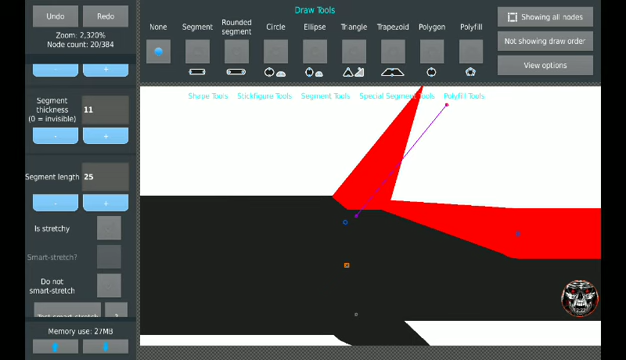 Undo Redo
Zoom: 2,320%
Node count: 20/384
- +
Segment
thickness
(0 = invisible)
11
- +
Segment length 25
- +
Is stretchy
Smart-stretch?
Do not
smart-stretch
Memory use: 27MB
Draw Tools
None Segment Rounded segment Circle Ellipse Triangle Trapezoid Polygon Polyfill
Showing all nodes
Not showing draw order
View options
Shape Tools Stickfigure Tools Segment Tools Special Segment Tools Polyfill Tools